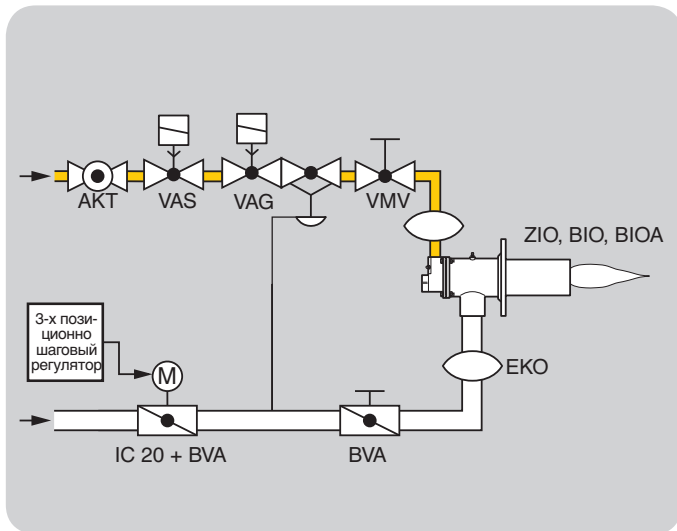 AKT
VAS
VAG
VMV
ZIO, BIO, BIOA
3-х пози-
ционно
шаговый
регулятор
M
EKO
IC 20 + BVA
BVA